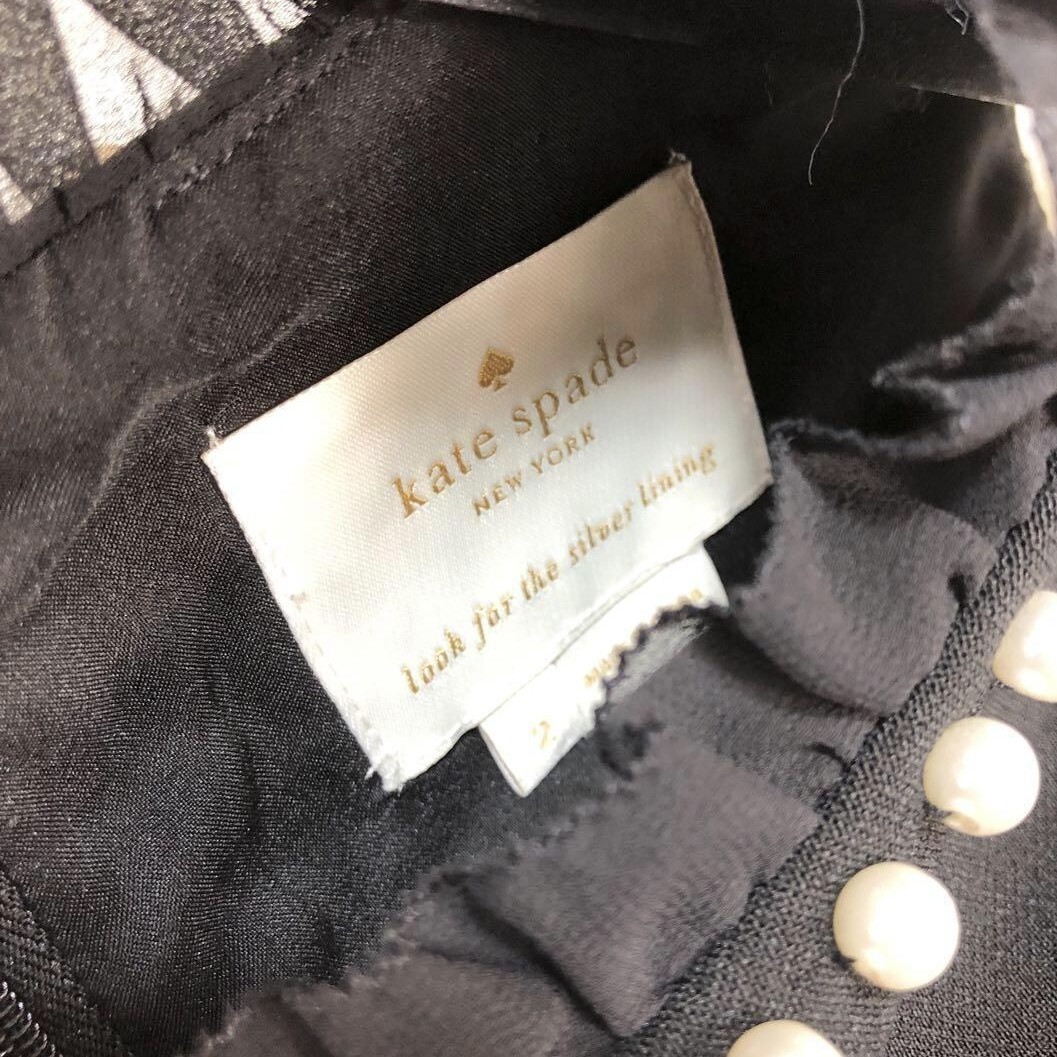 kate spade
NEW YORK
look for the silver lining
2